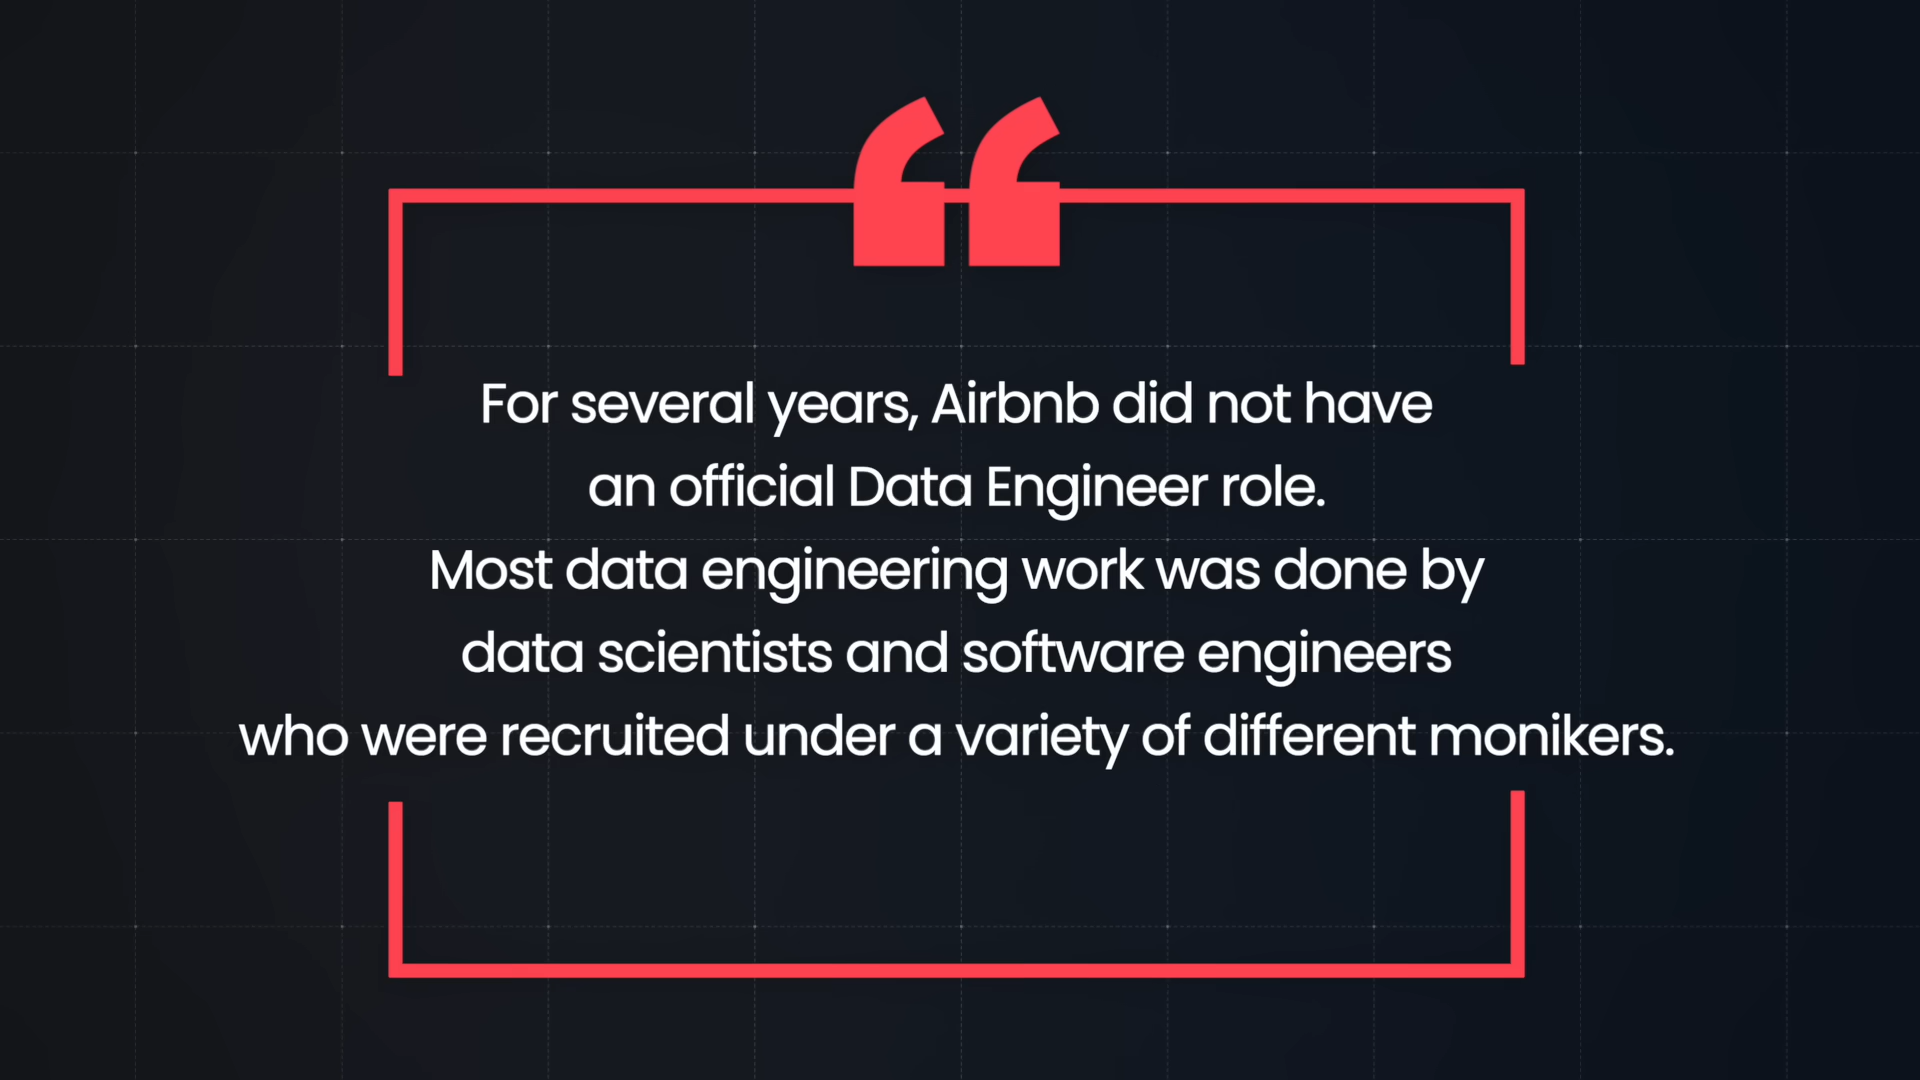 For several years, Airbnb did not have
an official Data Engineer role.
Most data engineering work was done by
data scientists and software engineers
who were recruited under a variety of different monikers.